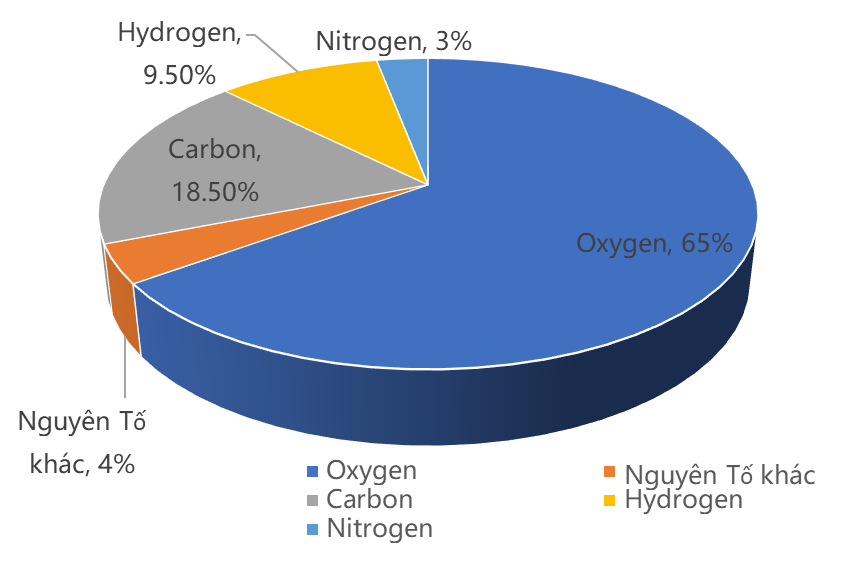 Hydrogen,
9.50%
Nitrogen, 3%
Carbon,
18.50%
Oxygen, 65%
Nguyên Tố
khác, 4%
Oxygen
Nguyên Tố khác
Carbon
Hydrogen
Nitrogen